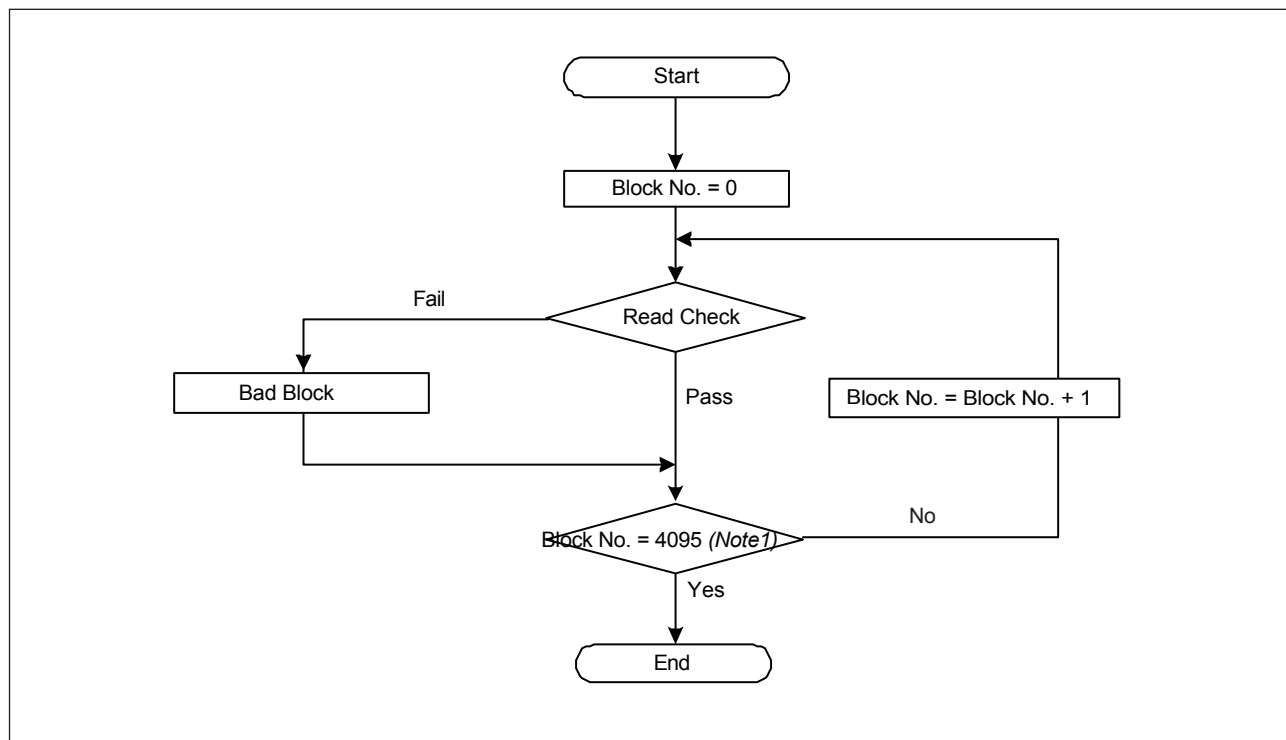 Start
Block No. = 0
Fail
Read Check
Bad Block
Pass
Block No. = Block No. + 1
Block No. = 4095 (Note1)
No
Yes
End